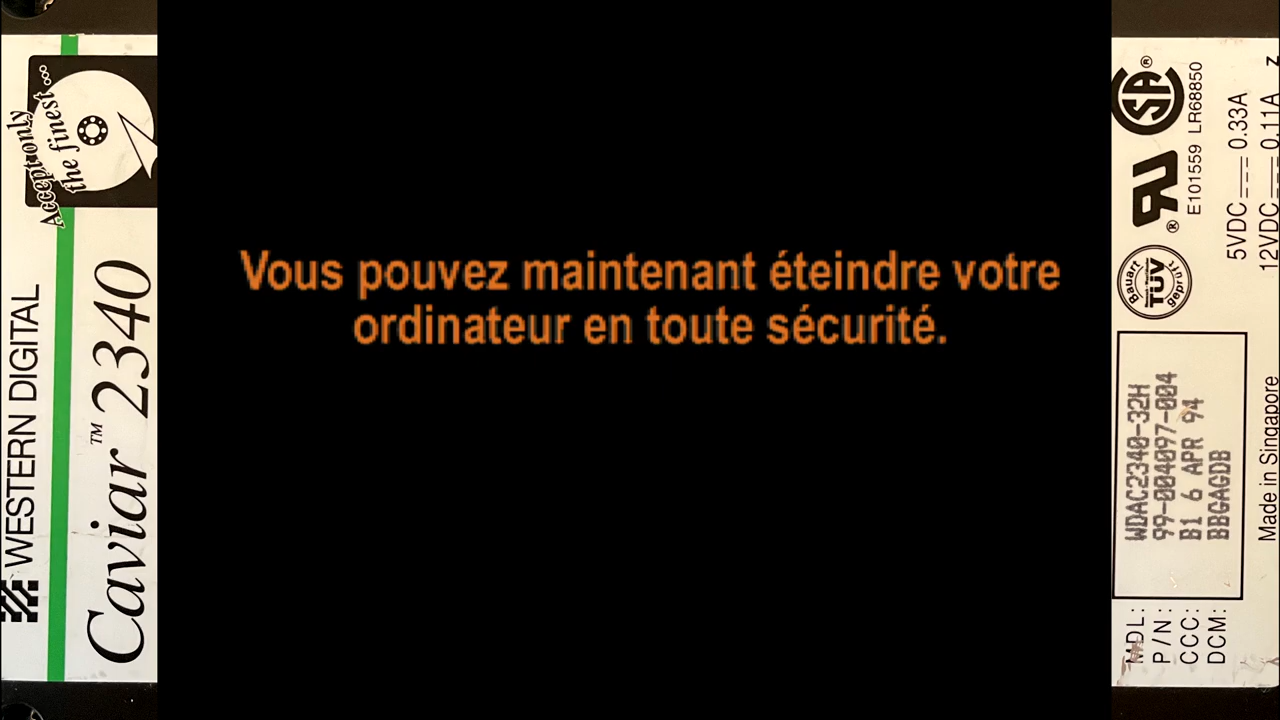 Accept only
the finest...
WESTERN DIGITAL
Caviar™ 2340
Vous pouvez maintenant éteindre votre
ordinateur en toute sécurité.
SA®
E101559 LR68850
5VDC 0.33A
12VDC 0.11A
Bauart
TÜV
geprüft
MDL: WDAC2340-32H
P/N: 99-004097-004
CCC: B1 6 APR 94
DCM: BBGAGDB
Made in Singapore
Z